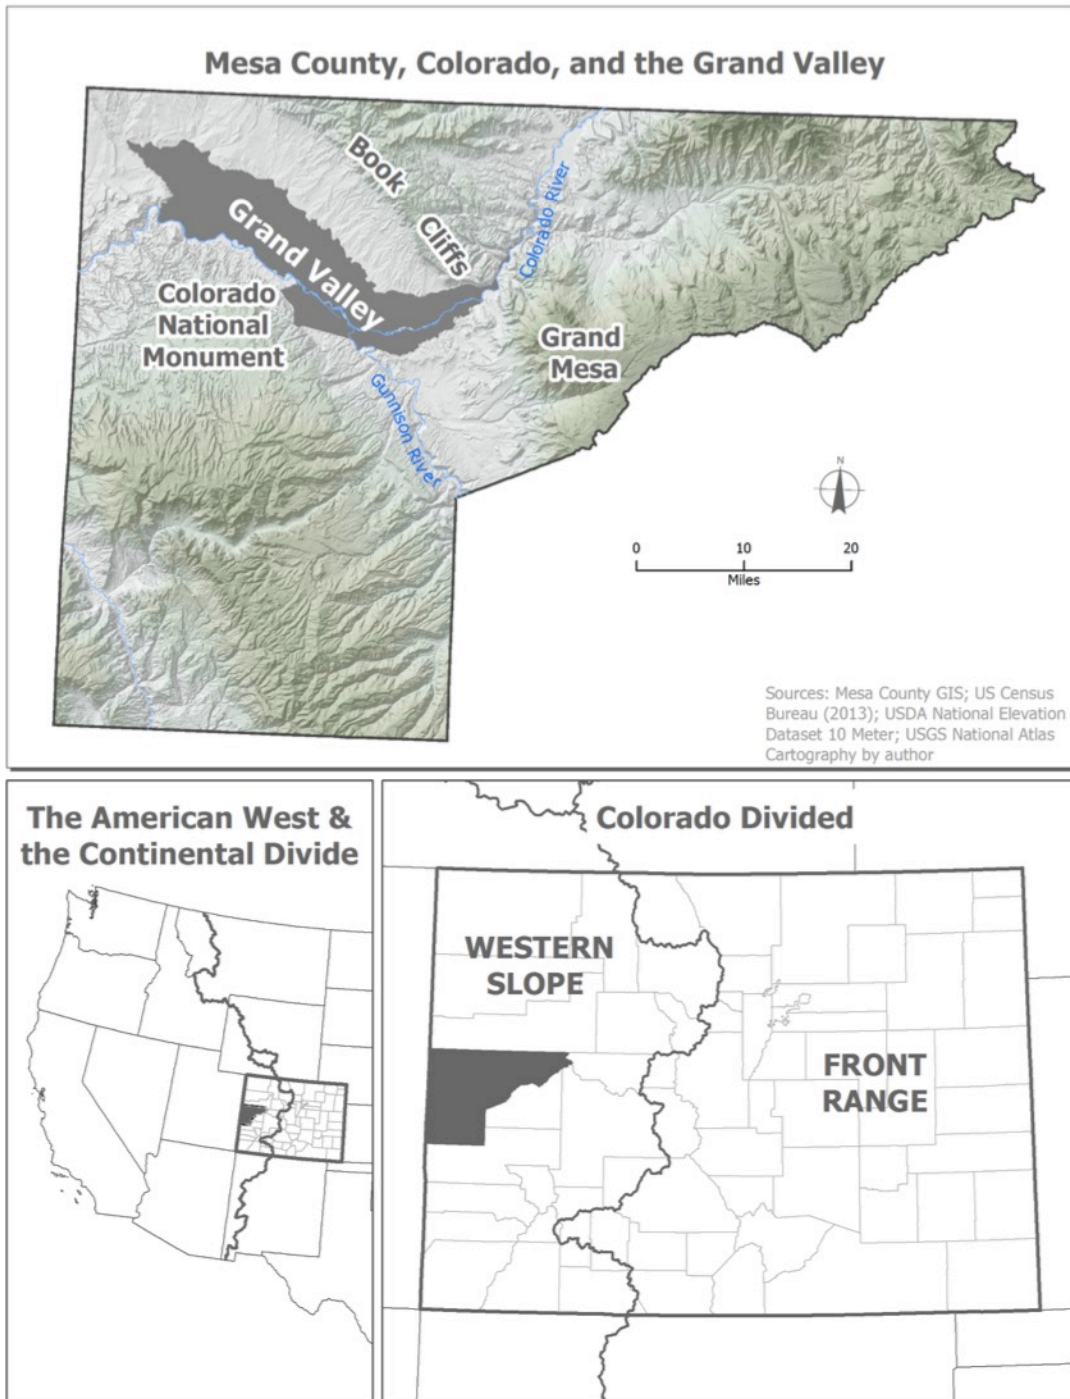 Mesa County, Colorado, and the Grand Valley
Book
Cliffs
Colorado River
Grand Valley
Colorado
National
Monument
Grand
Mesa
Gunnison River
N
0 10 20
Miles
Sources: Mesa County GIS; US Census
Bureau (2013); USDA National Elevation
Dataset 10 Meter; USGS National Atlas
Cartography by author
The American West &
the Continental Divide
Colorado Divided
WESTERN
SLOPE
FRONT
RANGE